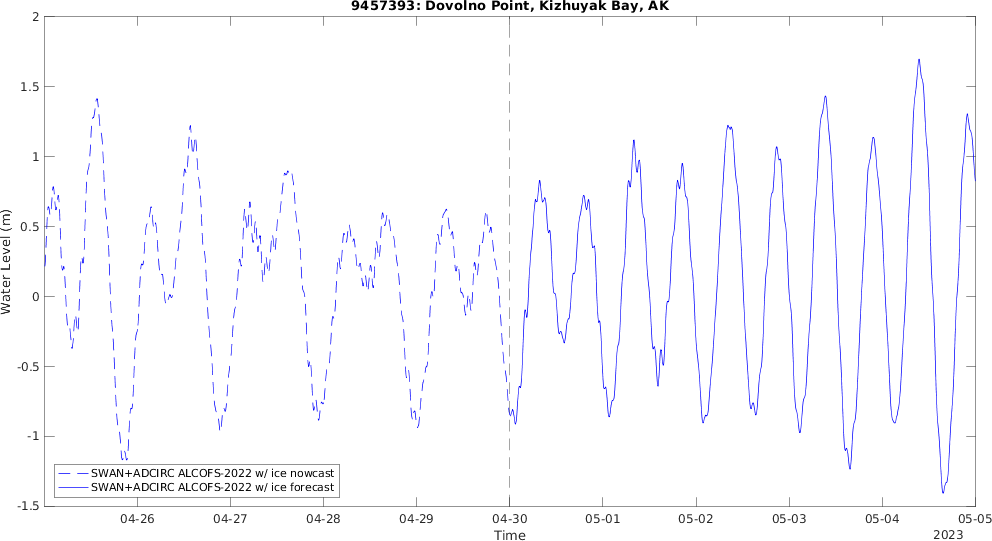 9457393: Dovolno Point, Kizhuyak Bay, AK
2
1.5
1
0.5
0
-0.5
-1
-1.5
Water Level (m)
SWAN+ADCIRC ALCOFS-2022 w/ ice nowcast
SWAN+ADCIRC ALCOFS-2022 w/ ice forecast
04-26 04-27 04-28 04-29 04-30 05-01 05-02 05-03 05-04 05-05
Time
2023